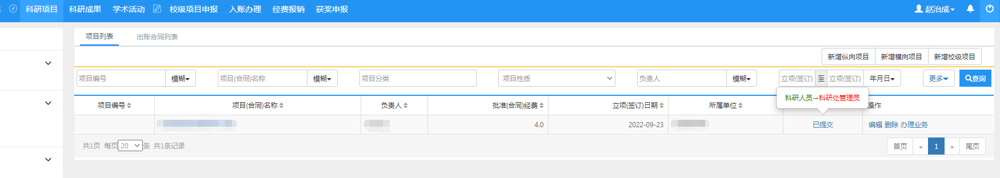 科研项目 科研成果 学术活动 校级项目申报 入账办理 经费报销 获奖申报 赵治成
项目列表 出账合同列表
新增纵向项目 新增横向项目 新增校级项目
项目编号 模糊 项目(合同)名称 模糊 项目分类 项目性质 负责人 模糊 立项(签订) 至 立项(签订) 年月日 更多 查询
科研人员→科研处管理员
项目编号 项目(合同)名称 负责人 批准(合同)经费 立项(签订)日期 所属单位 操作
4.0 2022-09-23 已提交 编辑 删除 办理业务
共1页 每页 20 条 共1条记录 首页 « 1 » 尾页